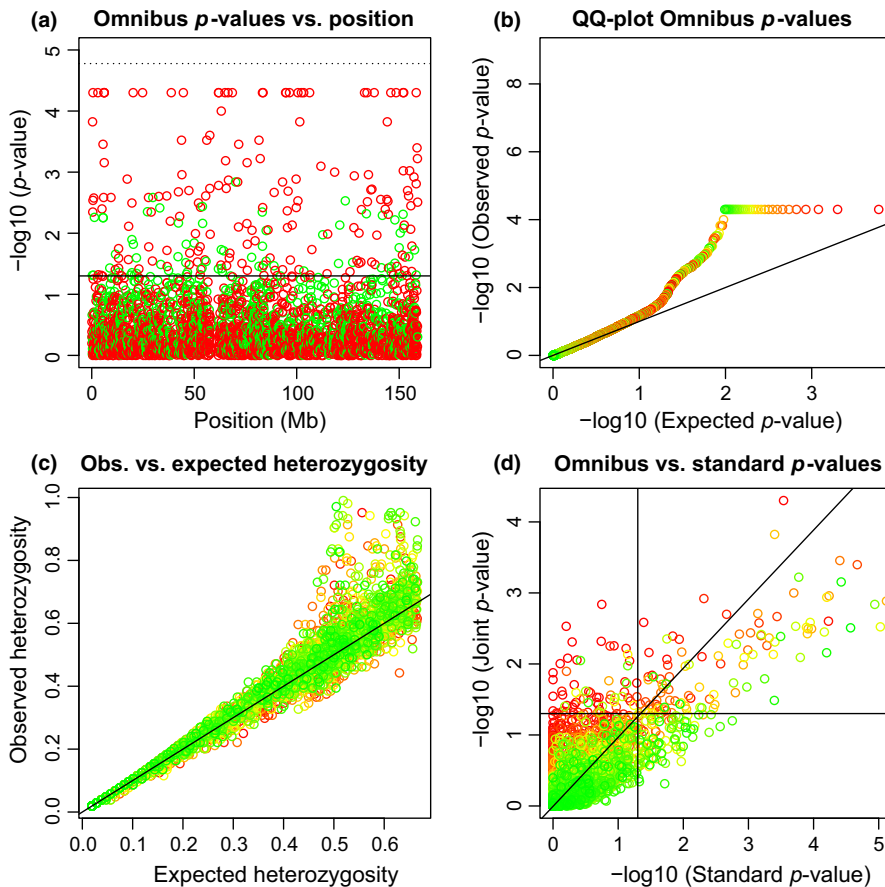 (a) Omnibus p-values vs. position
5
4
3
2
1
0
−log10 (p-value)
0 50 100 150
Position (Mb)
(b) QQ-plot Omnibus p-values
8
6
4
2
0
−log10 (Observed p-value)
0 1 2 3
−log10 (Expected p-value)
(c) Obs. vs. expected heterozygosity
1.0
0.8
0.6
0.4
0.2
0.0
Observed heterozygosity
0.0 0.1 0.2 0.3 0.4 0.5 0.6
Expected heterozygosity
(d) Omnibus vs. standard p-values
4
3
2
1
0
−log10 (Joint p-value)
0 1 2 3 4 5
−log10 (Standard p-value)